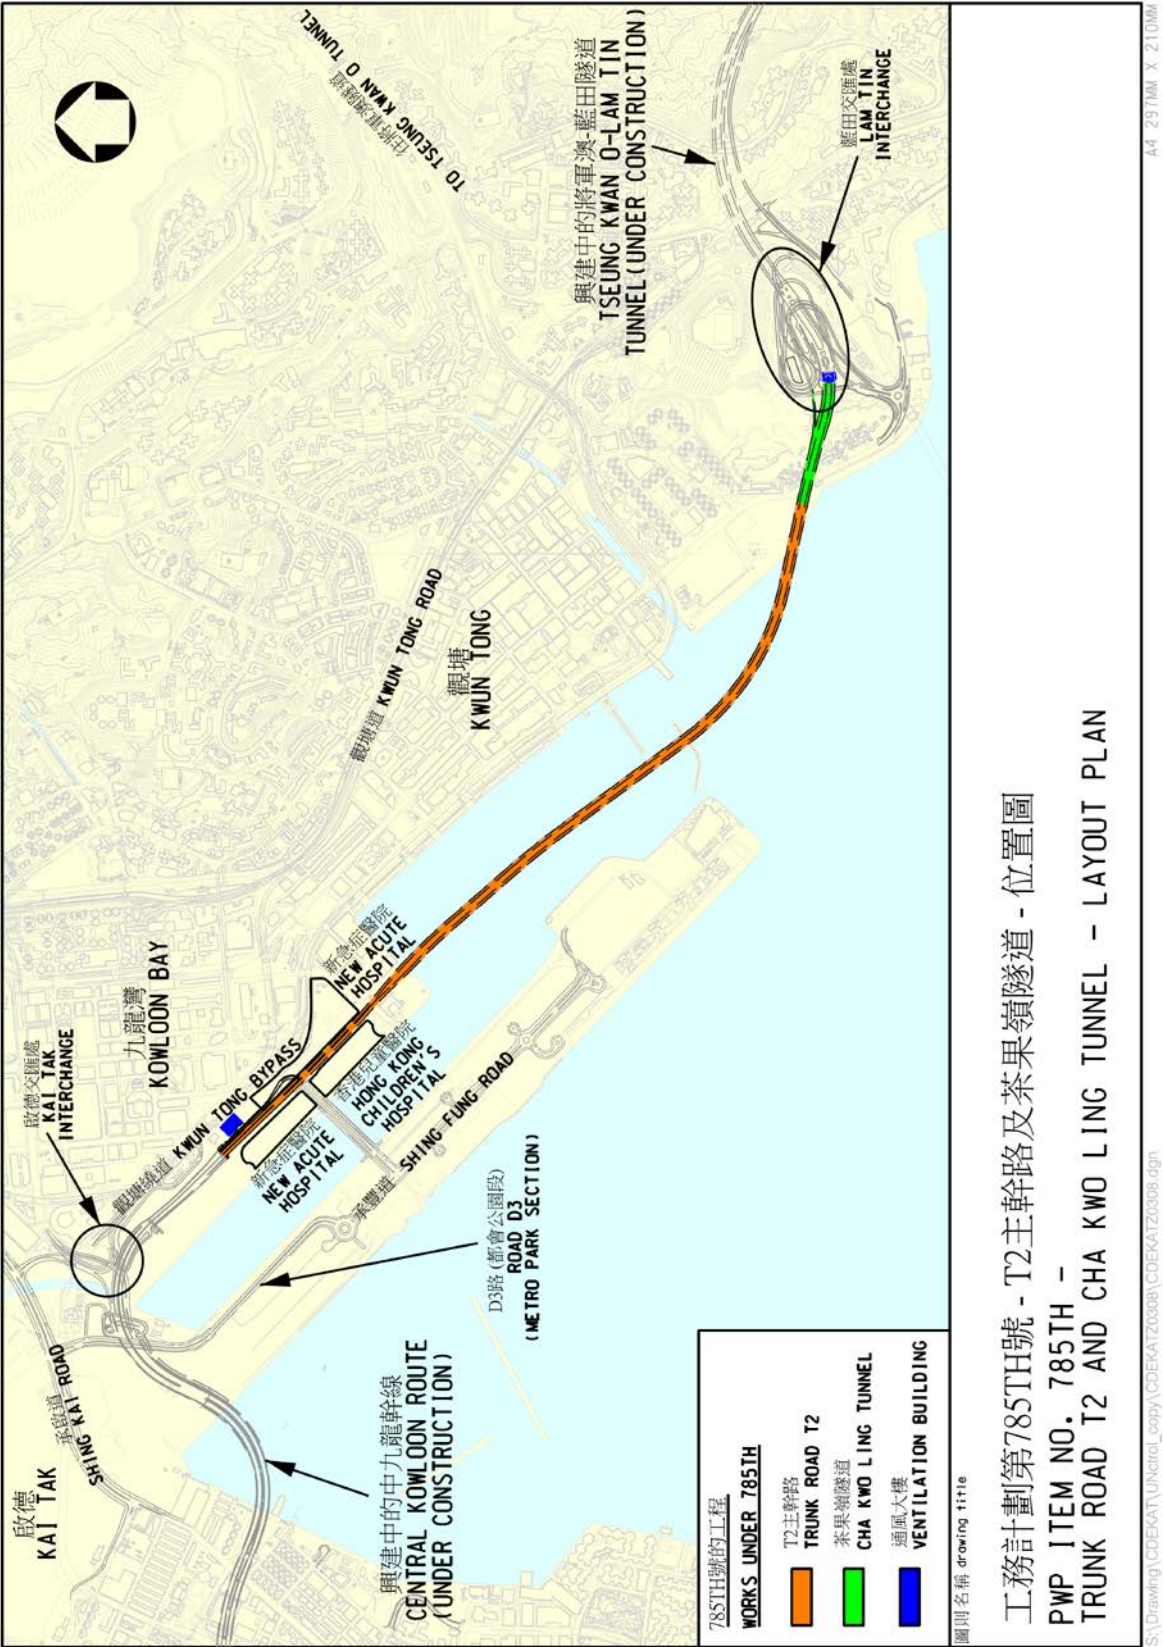 啟德
KAI TAK
承啟道
SHING KAI ROAD
啟德交匯處
KAI TAK
INTERCHANGE
九龍灣
KOWLOON BAY
觀塘繞道 KWUN TONG BYPASS
新急症醫院
NEW ACUTE
HOSPITAL
香港兒童醫院
HONG KONG
CHILDREN'S
HOSPITAL
新急症醫院
NEW ACUTE
HOSPITAL
承豐道 SHING FUNG ROAD
D3路 (都會公園段)
ROAD D3
(METRO PARK SECTION)
興建中的中九龍幹線
CENTRAL KOWLOON ROUTE
(UNDER CONSTRUCTION)
觀塘道 KWUN TONG ROAD
觀塘
KWUN TONG
往將軍澳隧道
TO TSEUNG KWAN O TUNNEL
興建中的將軍澳-藍田隧道
TSEUNG KWAN O-LAM TIN
TUNNEL (UNDER CONSTRUCTION)
藍田交匯處
LAM TIN
INTERCHANGE
785TH號的工程
WORKS UNDER 785TH
T2主幹路
TRUNK ROAD T2
茶果嶺隧道
CHA KWO LING TUNNEL
通風大樓
VENTILATION BUILDING
圖則名稱 drawing title
工務計劃第785TH號 - T2主幹路及茶果嶺隧道 - 位置圖
PWP ITEM NO. 785TH -
TRUNK ROAD T2 AND CHA KWO LING TUNNEL - LAYOUT PLAN
S:\Drawing\CDEKAT\UNctrol_copy\CDEKATZ0308\CDEKATZ0308.dgn
A4 297MM X 210MM